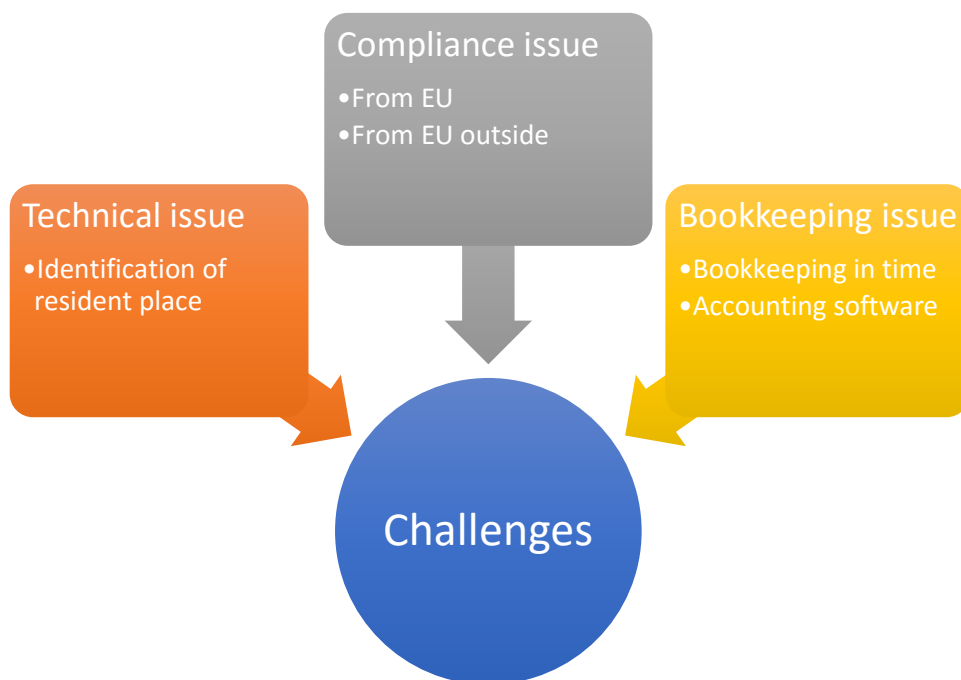 Compliance issue
•From EU
•From EU outside
Technical issue
•Identification of
resident place
Bookkeeping issue
•Bookkeeping in time
•Accounting software
Challenges